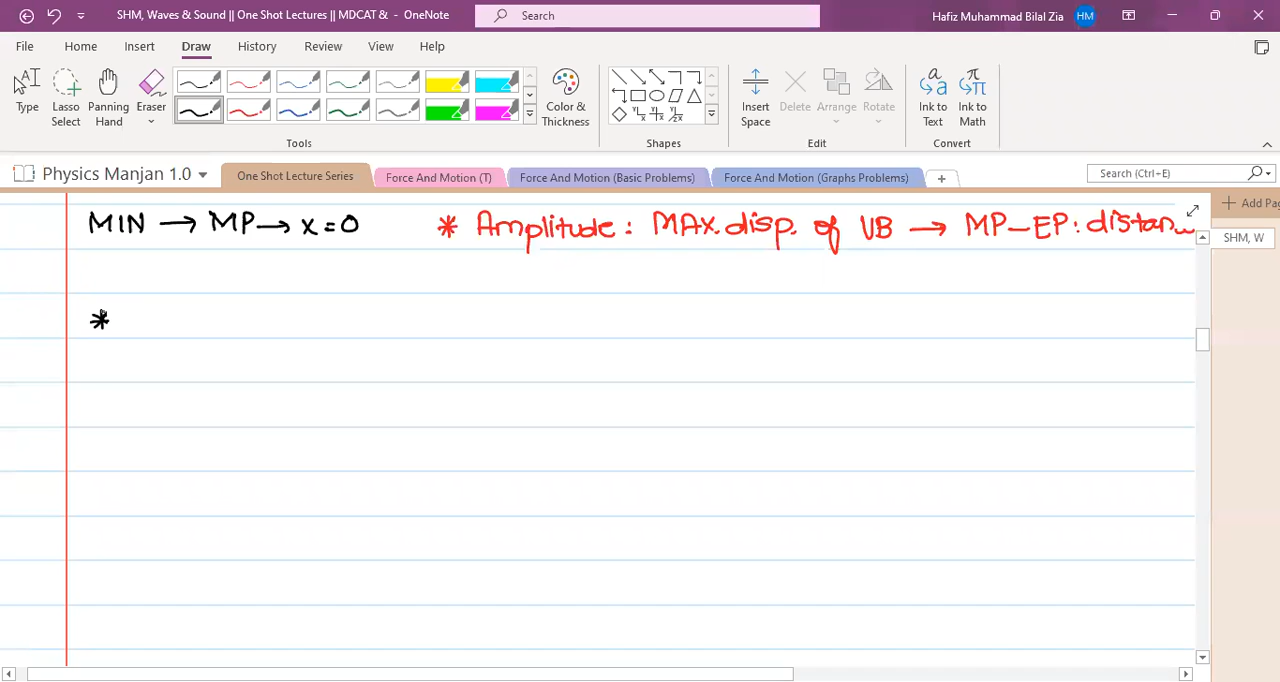 SHM, Waves & Sound || One Shot Lectures || MDCAT & - OneNote
Search
Hafiz Muhammad Bilal Zia HM
File Home Insert Draw History Review View Help
Type
Lasso Select
Panning Hand
Eraser
Color & Thickness
Insert Space
Delete
Arrange
Rotate
Ink to Text
Ink to Math
Tools Shapes Edit Convert
Physics Manjan 1.0 One Shot Lecture Series Force And Motion (T) Force And Motion (Basic Problems) Force And Motion (Graphs Problems) Search (Ctrl+E)
Add Pag
SHM, W
MIN → MP → x = 0 * Amplitude : MAX. disp. of VB → MP – EP : distan
*